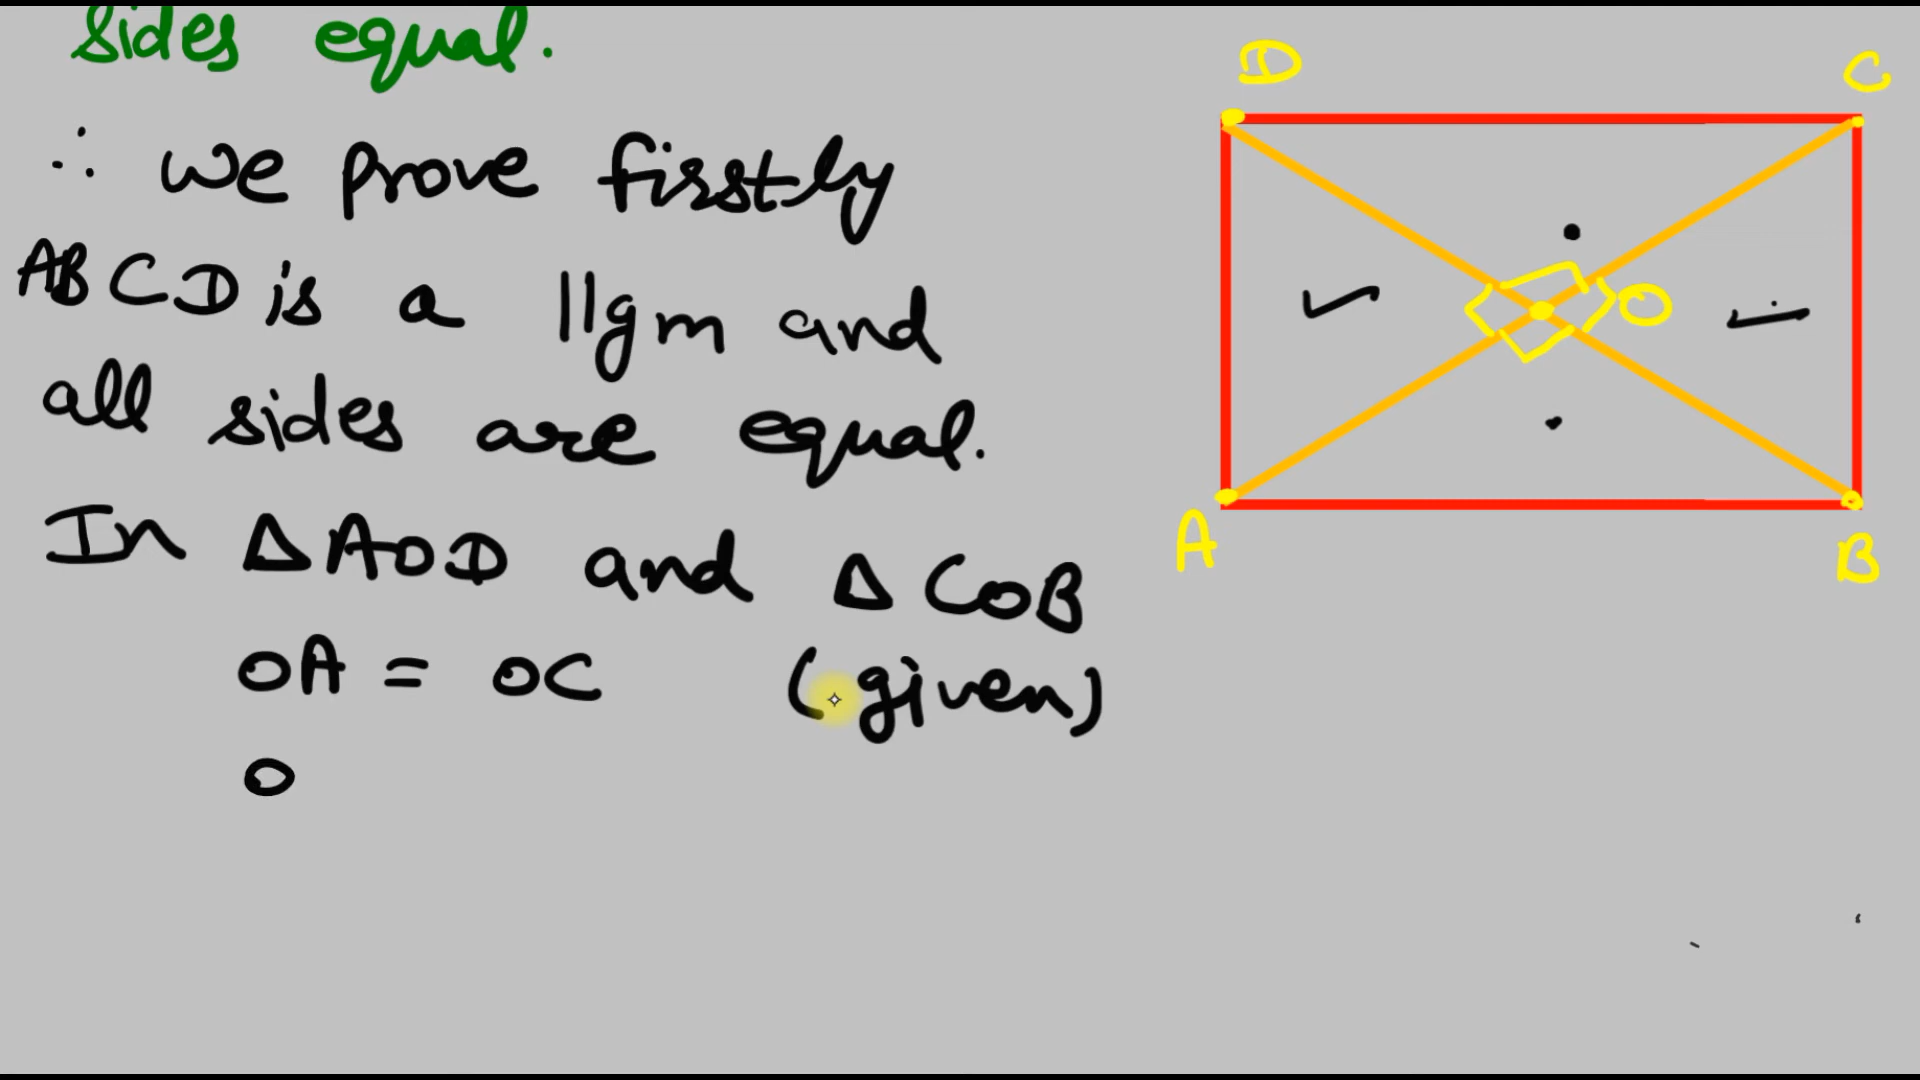 sides equal.
∴ we prove firstly
ABCD is a ||gm and
all sides are equal.
In ΔAOD and ΔCOB
OA = OC (given)
O
D
C
O
A
B